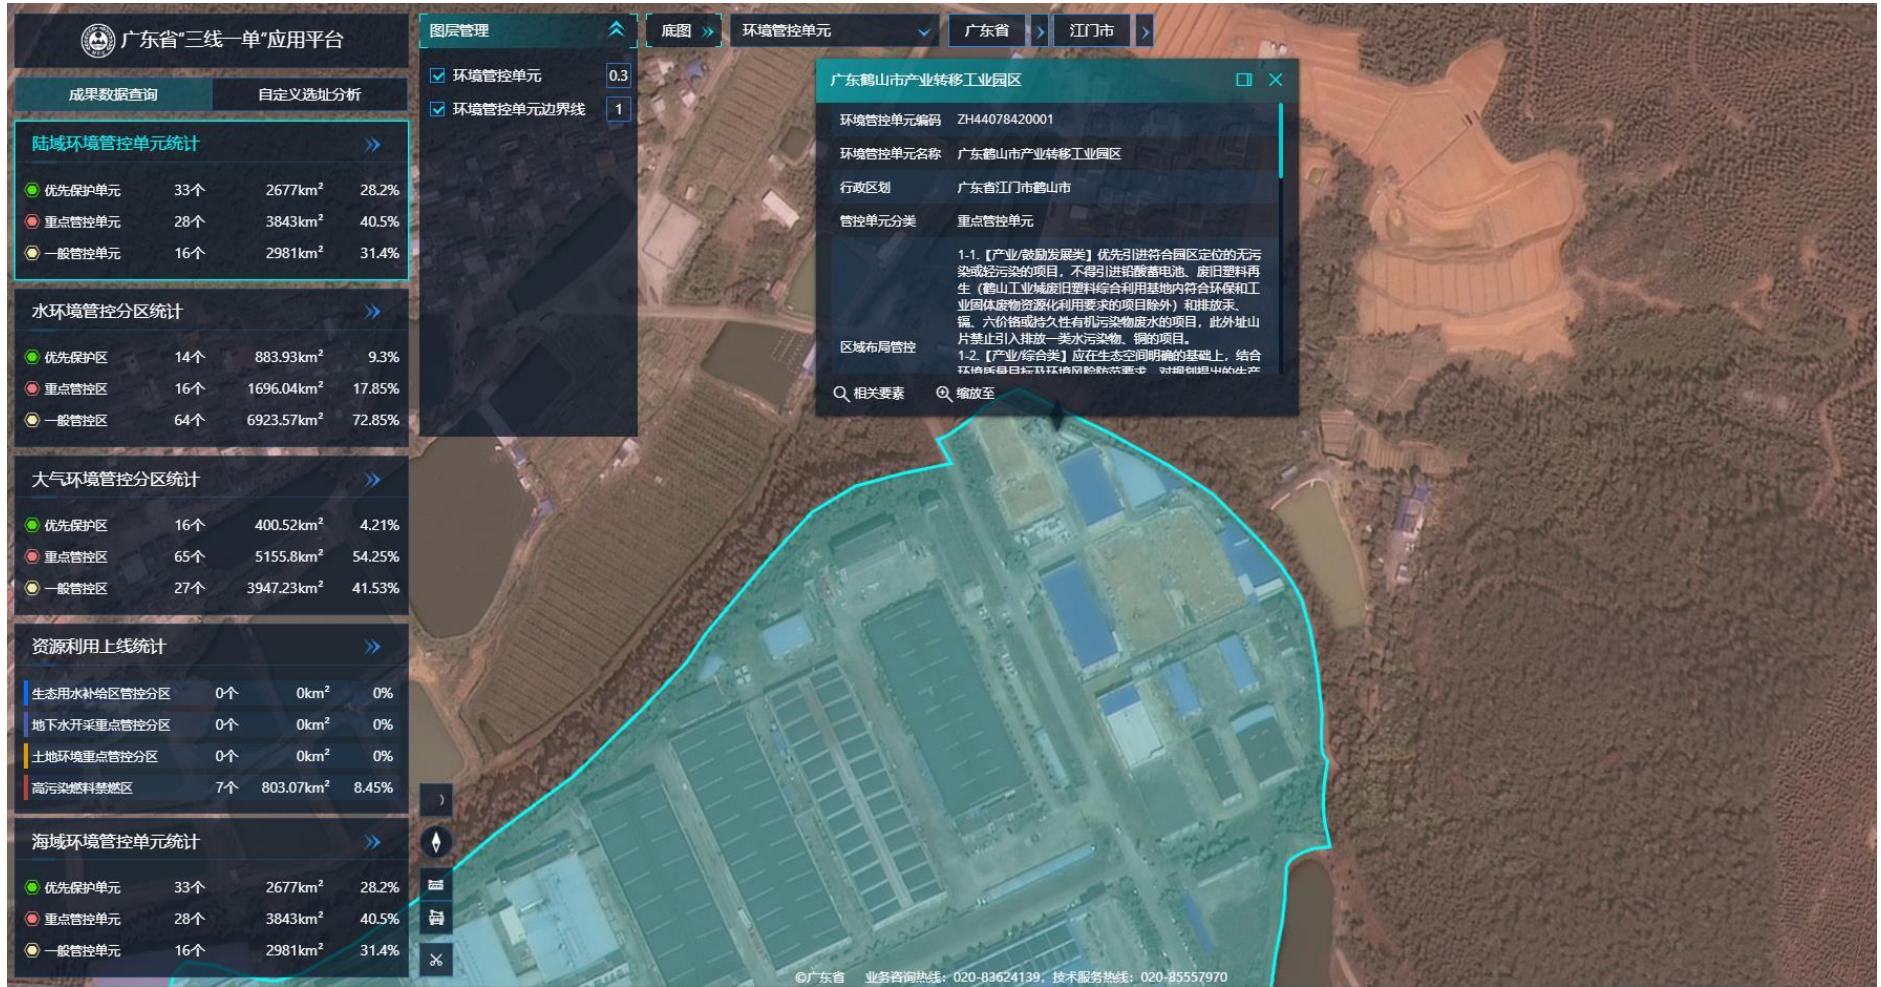 广东省"三线一单"应用平台
成果数据查询 自定义选址分析
陆域环境管控单元统计
优先保护单元 33个 2677km² 28.2%
重点管控单元 28个 3843km² 40.5%
一般管控单元 16个 2981km² 31.4%
水环境管控分区统计
优先保护区 14个 883.93km² 9.3%
重点管控区 16个 1696.04km² 17.85%
一般管控区 64个 6923.57km² 72.85%
大气环境管控分区统计
优先保护区 16个 400.52km² 4.21%
重点管控区 65个 5155.8km² 54.25%
一般管控区 27个 3947.23km² 41.53%
资源利用上线统计
生态用水补给区管控分区 0个 0km² 0%
地下水开采重点管控分区 0个 0km² 0%
土地环境重点管控分区 0个 0km² 0%
高污染燃料禁燃区 7个 803.07km² 8.45%
海域环境管控单元统计
优先保护单元 33个 2677km² 28.2%
重点管控单元 28个 3843km² 40.5%
一般管控单元 16个 2981km² 31.4%
图层管理
环境管控单元 0.3
环境管控单元边界线 1
底图 环境管控单元 广东省 江门市
广东鹤山市产业转移工业园区
环境管控单元编码 ZH44078420001
环境管控单元名称 广东鹤山市产业转移工业园区
行政区划 广东省江门市鹤山市
管控单元分类 重点管控单元
区域布局管控
1-1.【产业/鼓励发展类】优先引进符合园区定位的无污
染或轻污染的项目，不得引进铅酸蓄电池、废旧塑料再
生（鹤山工业城废旧塑料综合利用基地内符合环保和工
业固体废物资源化利用要求的项目除外）和排放汞、
镉、六价铬或持久性有机污染物废水的项目，此外址山
片禁止引入排放一类水污染物、铜的项目。
1-2.【产业/综合类】应在生态空间明确的基础上，结合
环境质量目标及环境风险防范要求，对规划提出的生产
相关要素 缩放至
©广东省 业务咨询热线：020-83624139，技术服务热线：020-85557970